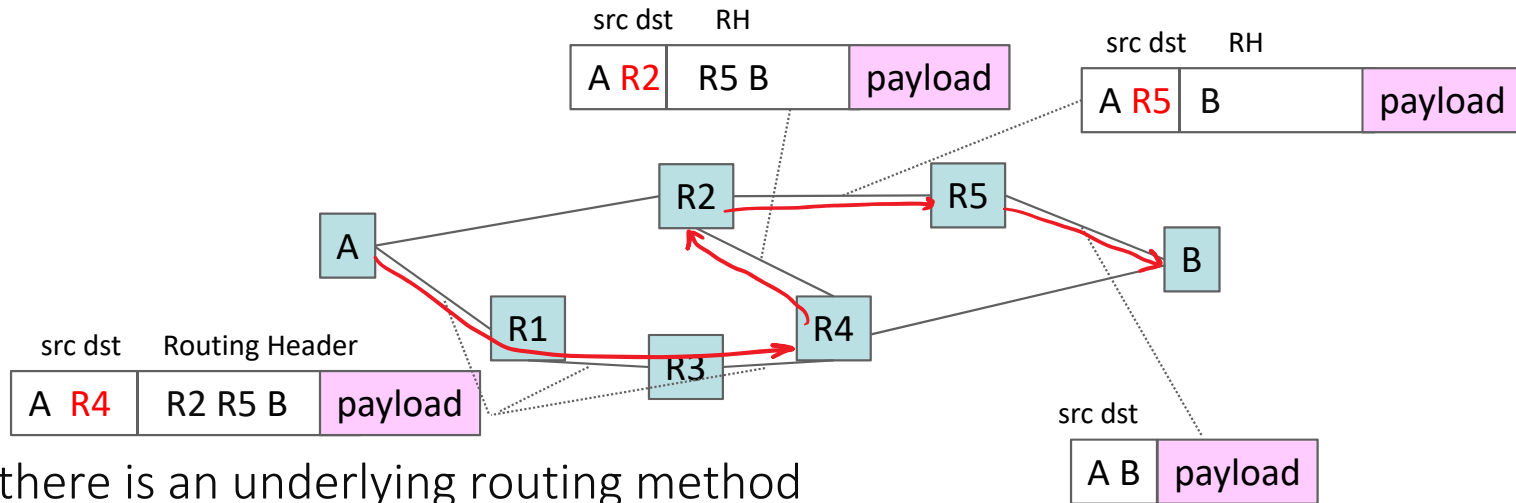 src dst RH
A R2 R5 B payload
src dst RH
A R5 B payload
R2
R5
A
B
R1
R4
R3
src dst Routing Header
A R4 R2 R5 B payload
src dst
A B payload
there is an underlying routing method